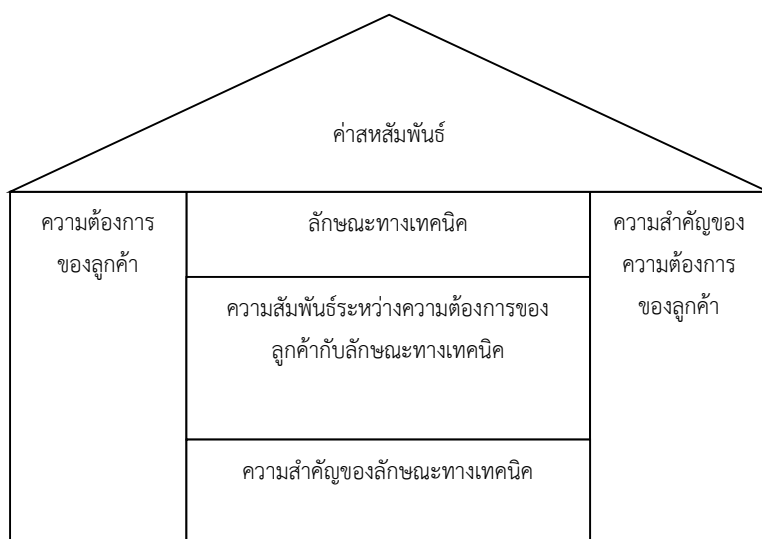 ค่าสหสัมพันธ์
ความต้องการ
ของลูกค้า
ลักษณะทางเทคนิค
ความสัมพันธ์ระหว่างความต้องการของ
ลูกค้ากับลักษณะทางเทคนิค
ความสำคัญของลักษณะทางเทคนิค
ความสำคัญของ
ความต้องการ
ของลูกค้า